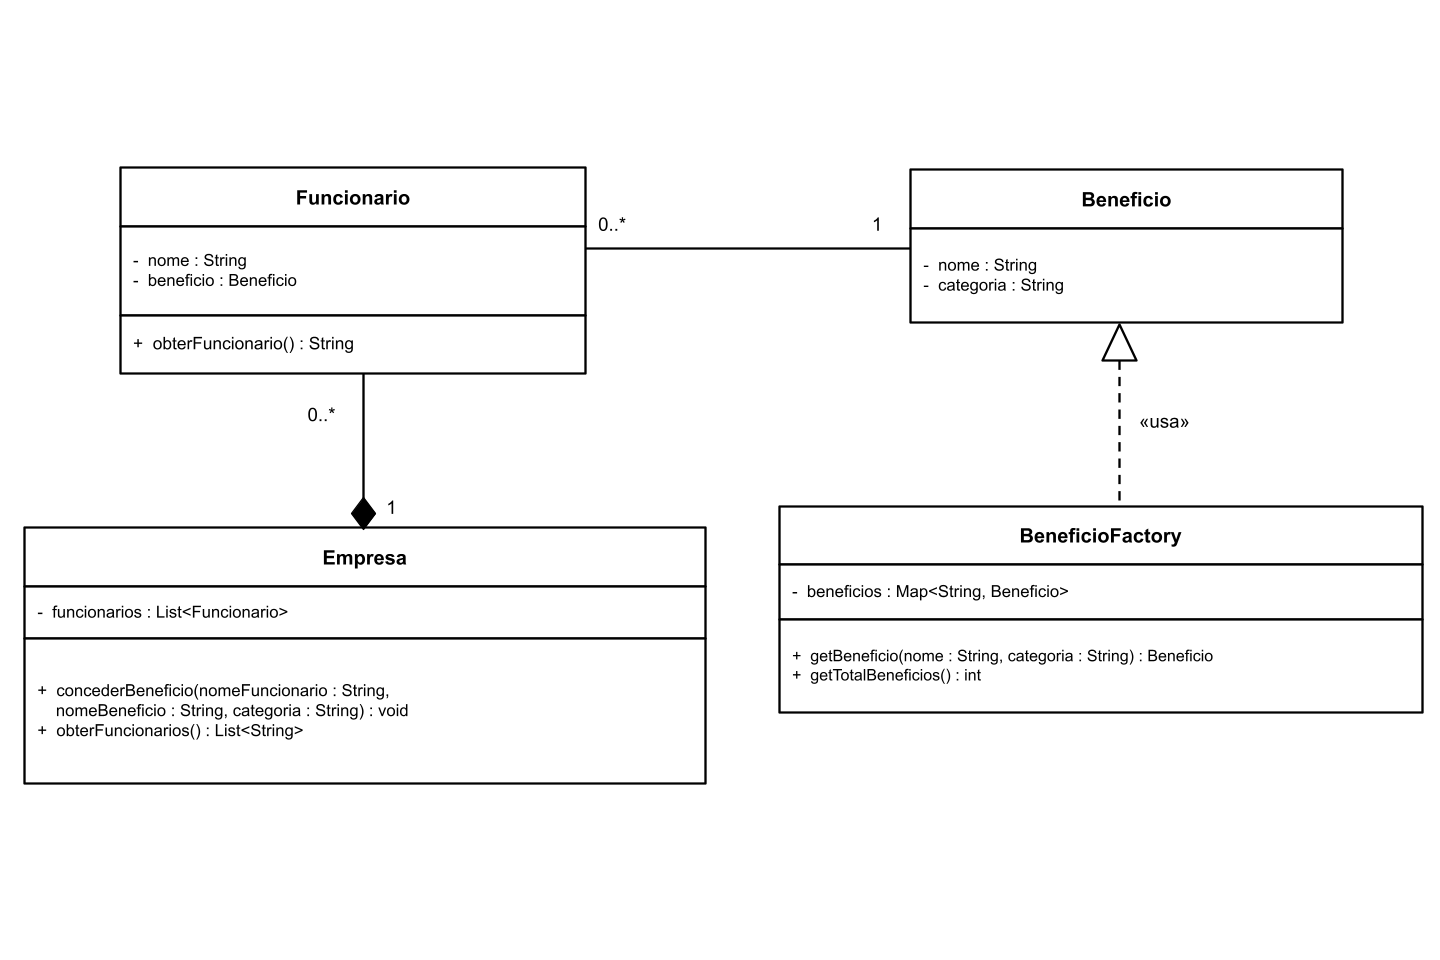 Funcionario
- nome : String
- beneficio : Beneficio
+ obterFuncionario() : String
0..*
1
Beneficio
- nome : String
- categoria : String
0..*
1
«usa»
Empresa
- funcionarios : List<Funcionario>
+ concederBeneficio(nomeFuncionario : String,
nomeBeneficio : String, categoria : String) : void
+ obterFuncionarios() : List<String>
BeneficioFactory
- beneficios : Map<String, Beneficio>
+ getBeneficio(nome : String, categoria : String) : Beneficio
+ getTotalBeneficios() : int